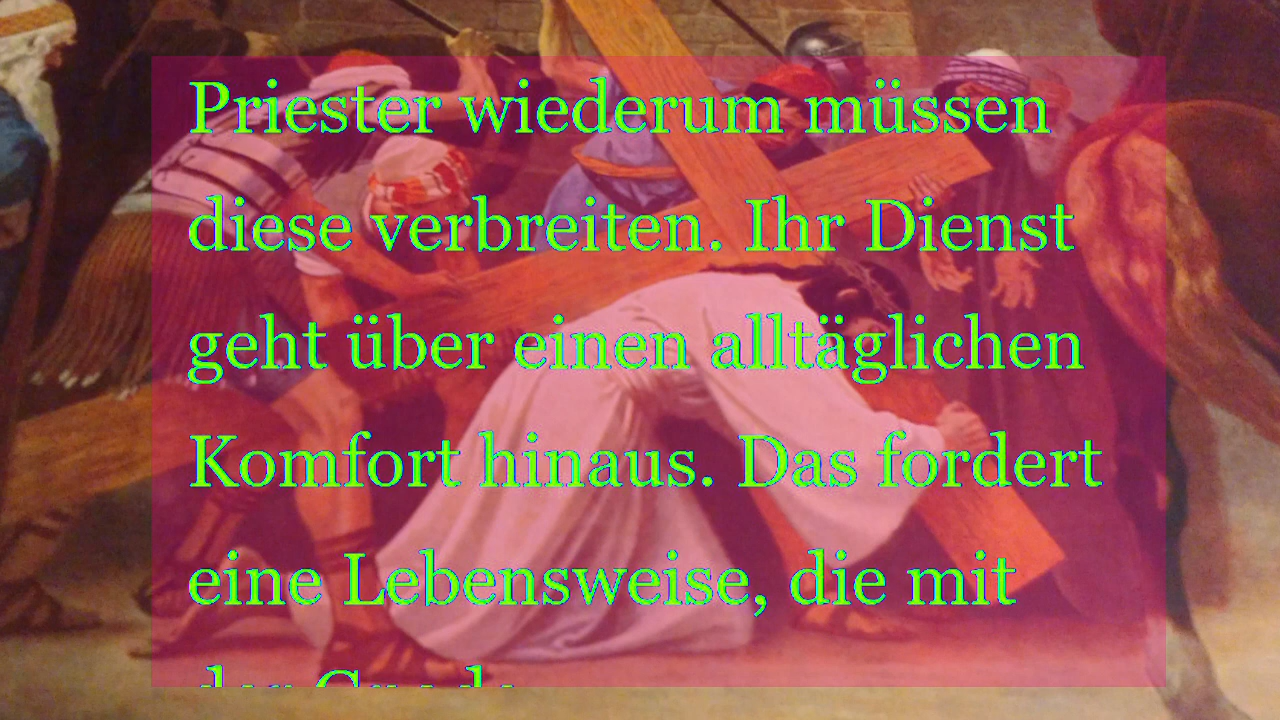 Priester wiederum müssen
diese verbreiten. Ihr Dienst
geht über einen alltäglichen
Komfort hinaus. Das fordert
eine Lebensweise, die mit